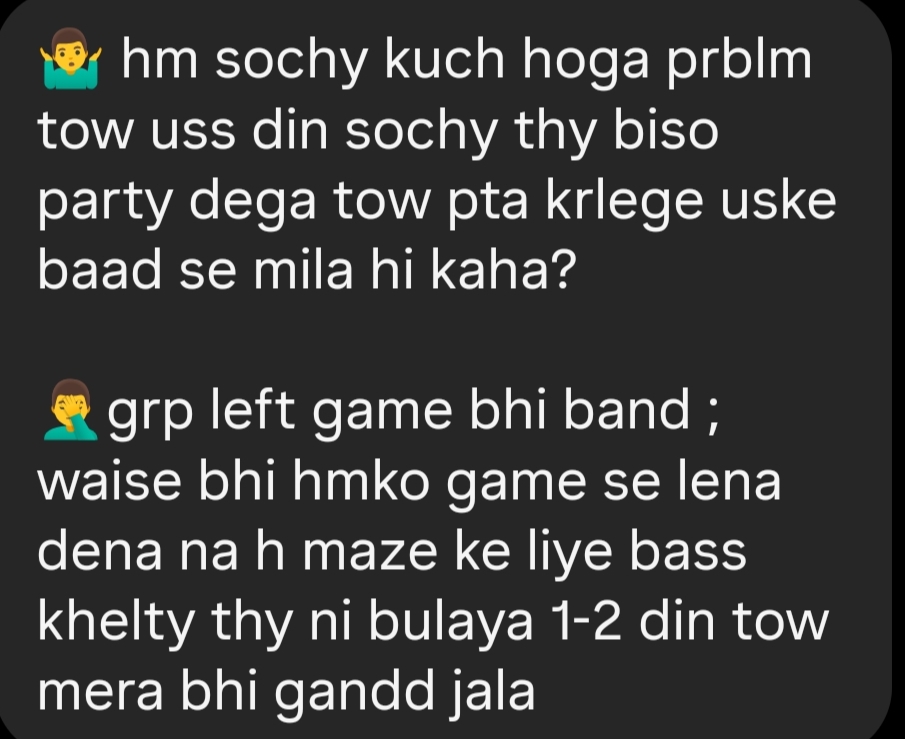 🤷‍♂️ hm sochy kuch hoga prblm
tow uss din sochy thy biso
party dega tow pta krlege uske
baad se mila hi kaha?
🤦‍♂️grp left game bhi band ;
waise bhi hmko game se lena
dena na h maze ke liye bass
khelty thy ni bulaya 1-2 din tow
mera bhi gandd jala